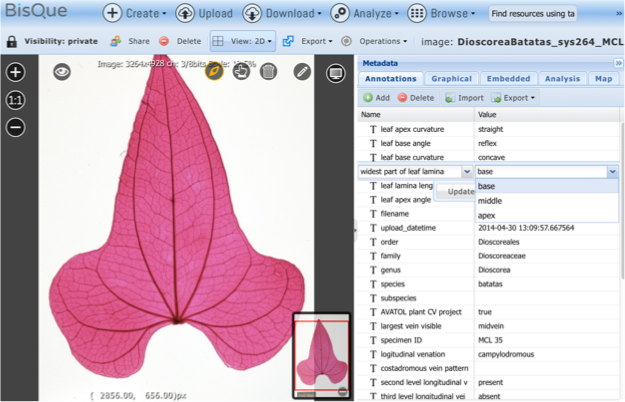 BisQue Create Upload Download Analyze Browse Find resources using ta
Visibility: private Share Delete View: 2D Export Operations image: DioscoreaBatatas_sys264_MCL
Metadata
Annotations Graphical Embedded Analysis Map
Add Delete Import Export
Name Value
leaf apex curvature straight
leaf base angle reflex
leaf base curvature concave
widest part of leaf lamina base
leaf lamina leng base
Update middle
leaf apex angle apex
filename
upload_datetime 2014-04-30 13:09:57.667564
order Dioscoreales
family Dioscoreaceae
genus Dioscorea
species batatas
subspecies
AVATOL plant CV project true
largest vein visible midvein
specimen ID MCL 35
logitudinal venation campylodromous
costadromous vein pattern
second level longitudinal v present
third level longitudinal vei absent
Image: 3264x4928 ch: 3/8bits
1:1
( 2856.00, 656.00)px